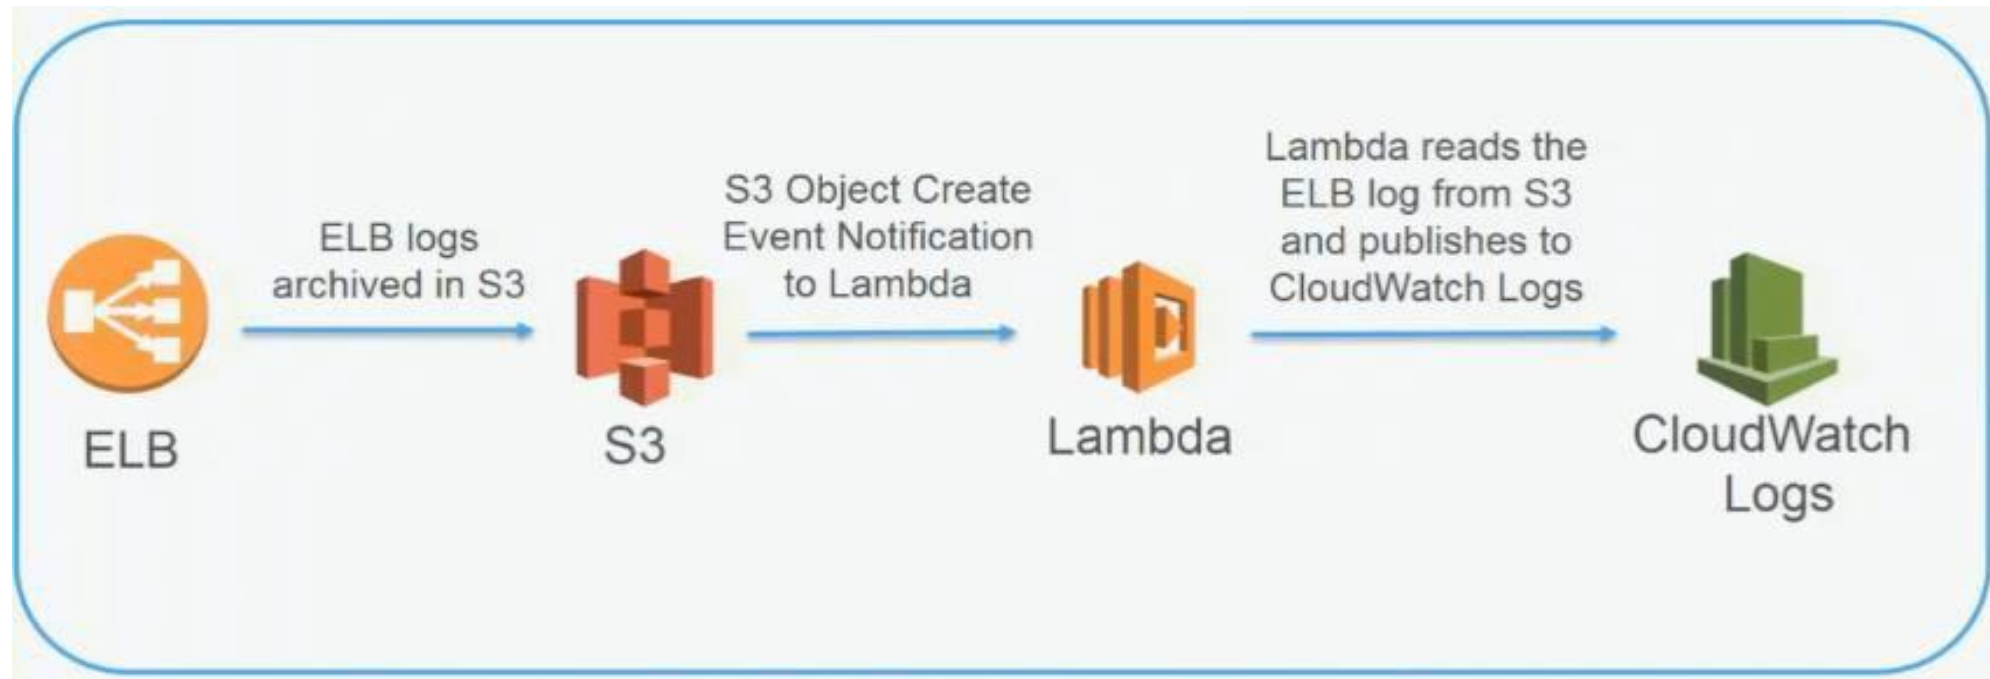 ELB logs
archived in S3
S3 Object Create
Event Notification
to Lambda
Lambda reads the
ELB log from S3
and publishes to
CloudWatch Logs
ELB
S3
Lambda
CloudWatch
Logs